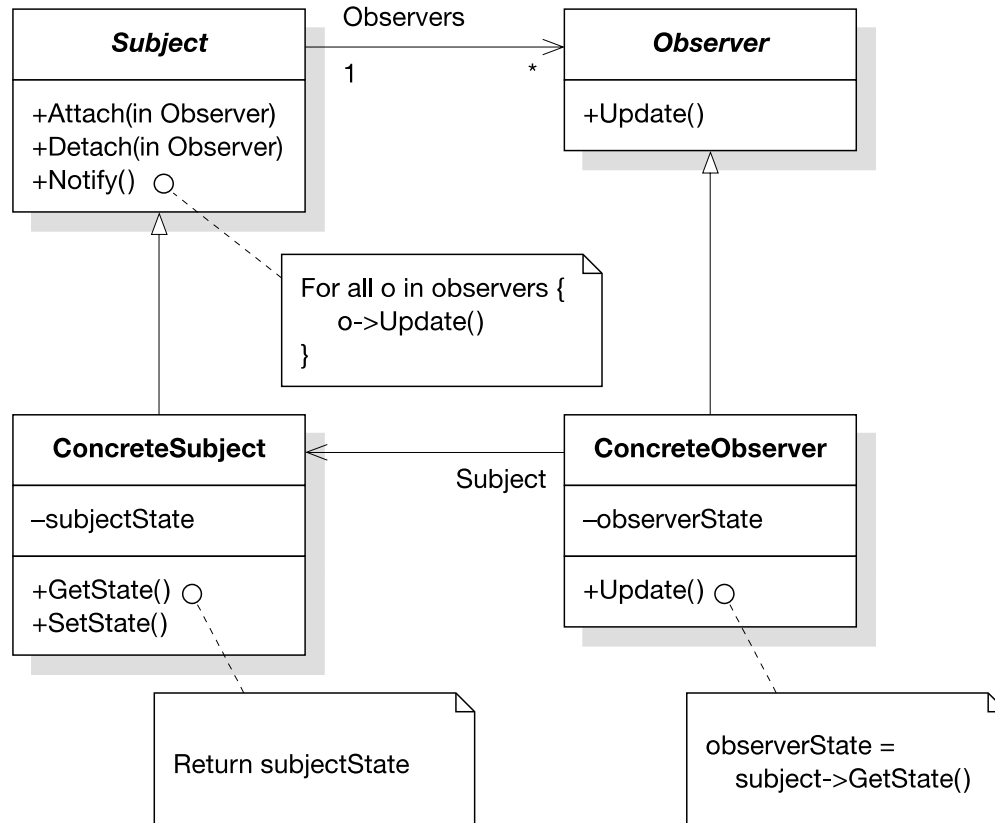 Observers
Subject
Observer
1
*
+Attach(in Observer)
+Detach(in Observer)
+Notify()
+Update()
For all o in observers {
o->Update()
}
ConcreteSubject
ConcreteObserver
Subject
–subjectState
–observerState
+GetState()
+SetState()
+Update()
Return subjectState
observerState =
subject->GetState()